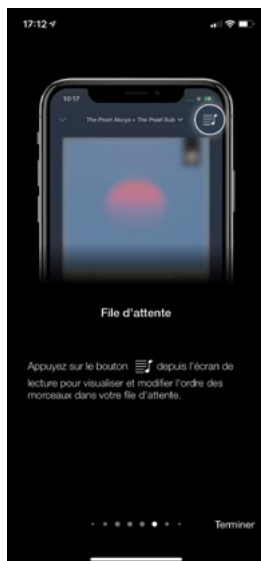 17:12
10:17
The Pearl Akoya + The Pearl Sub
File d'attente
Appuyez sur le bouton depuis l'écran de
lecture pour visualiser et modifier l'ordre des
morceaux dans votre file d'attente.
Terminer